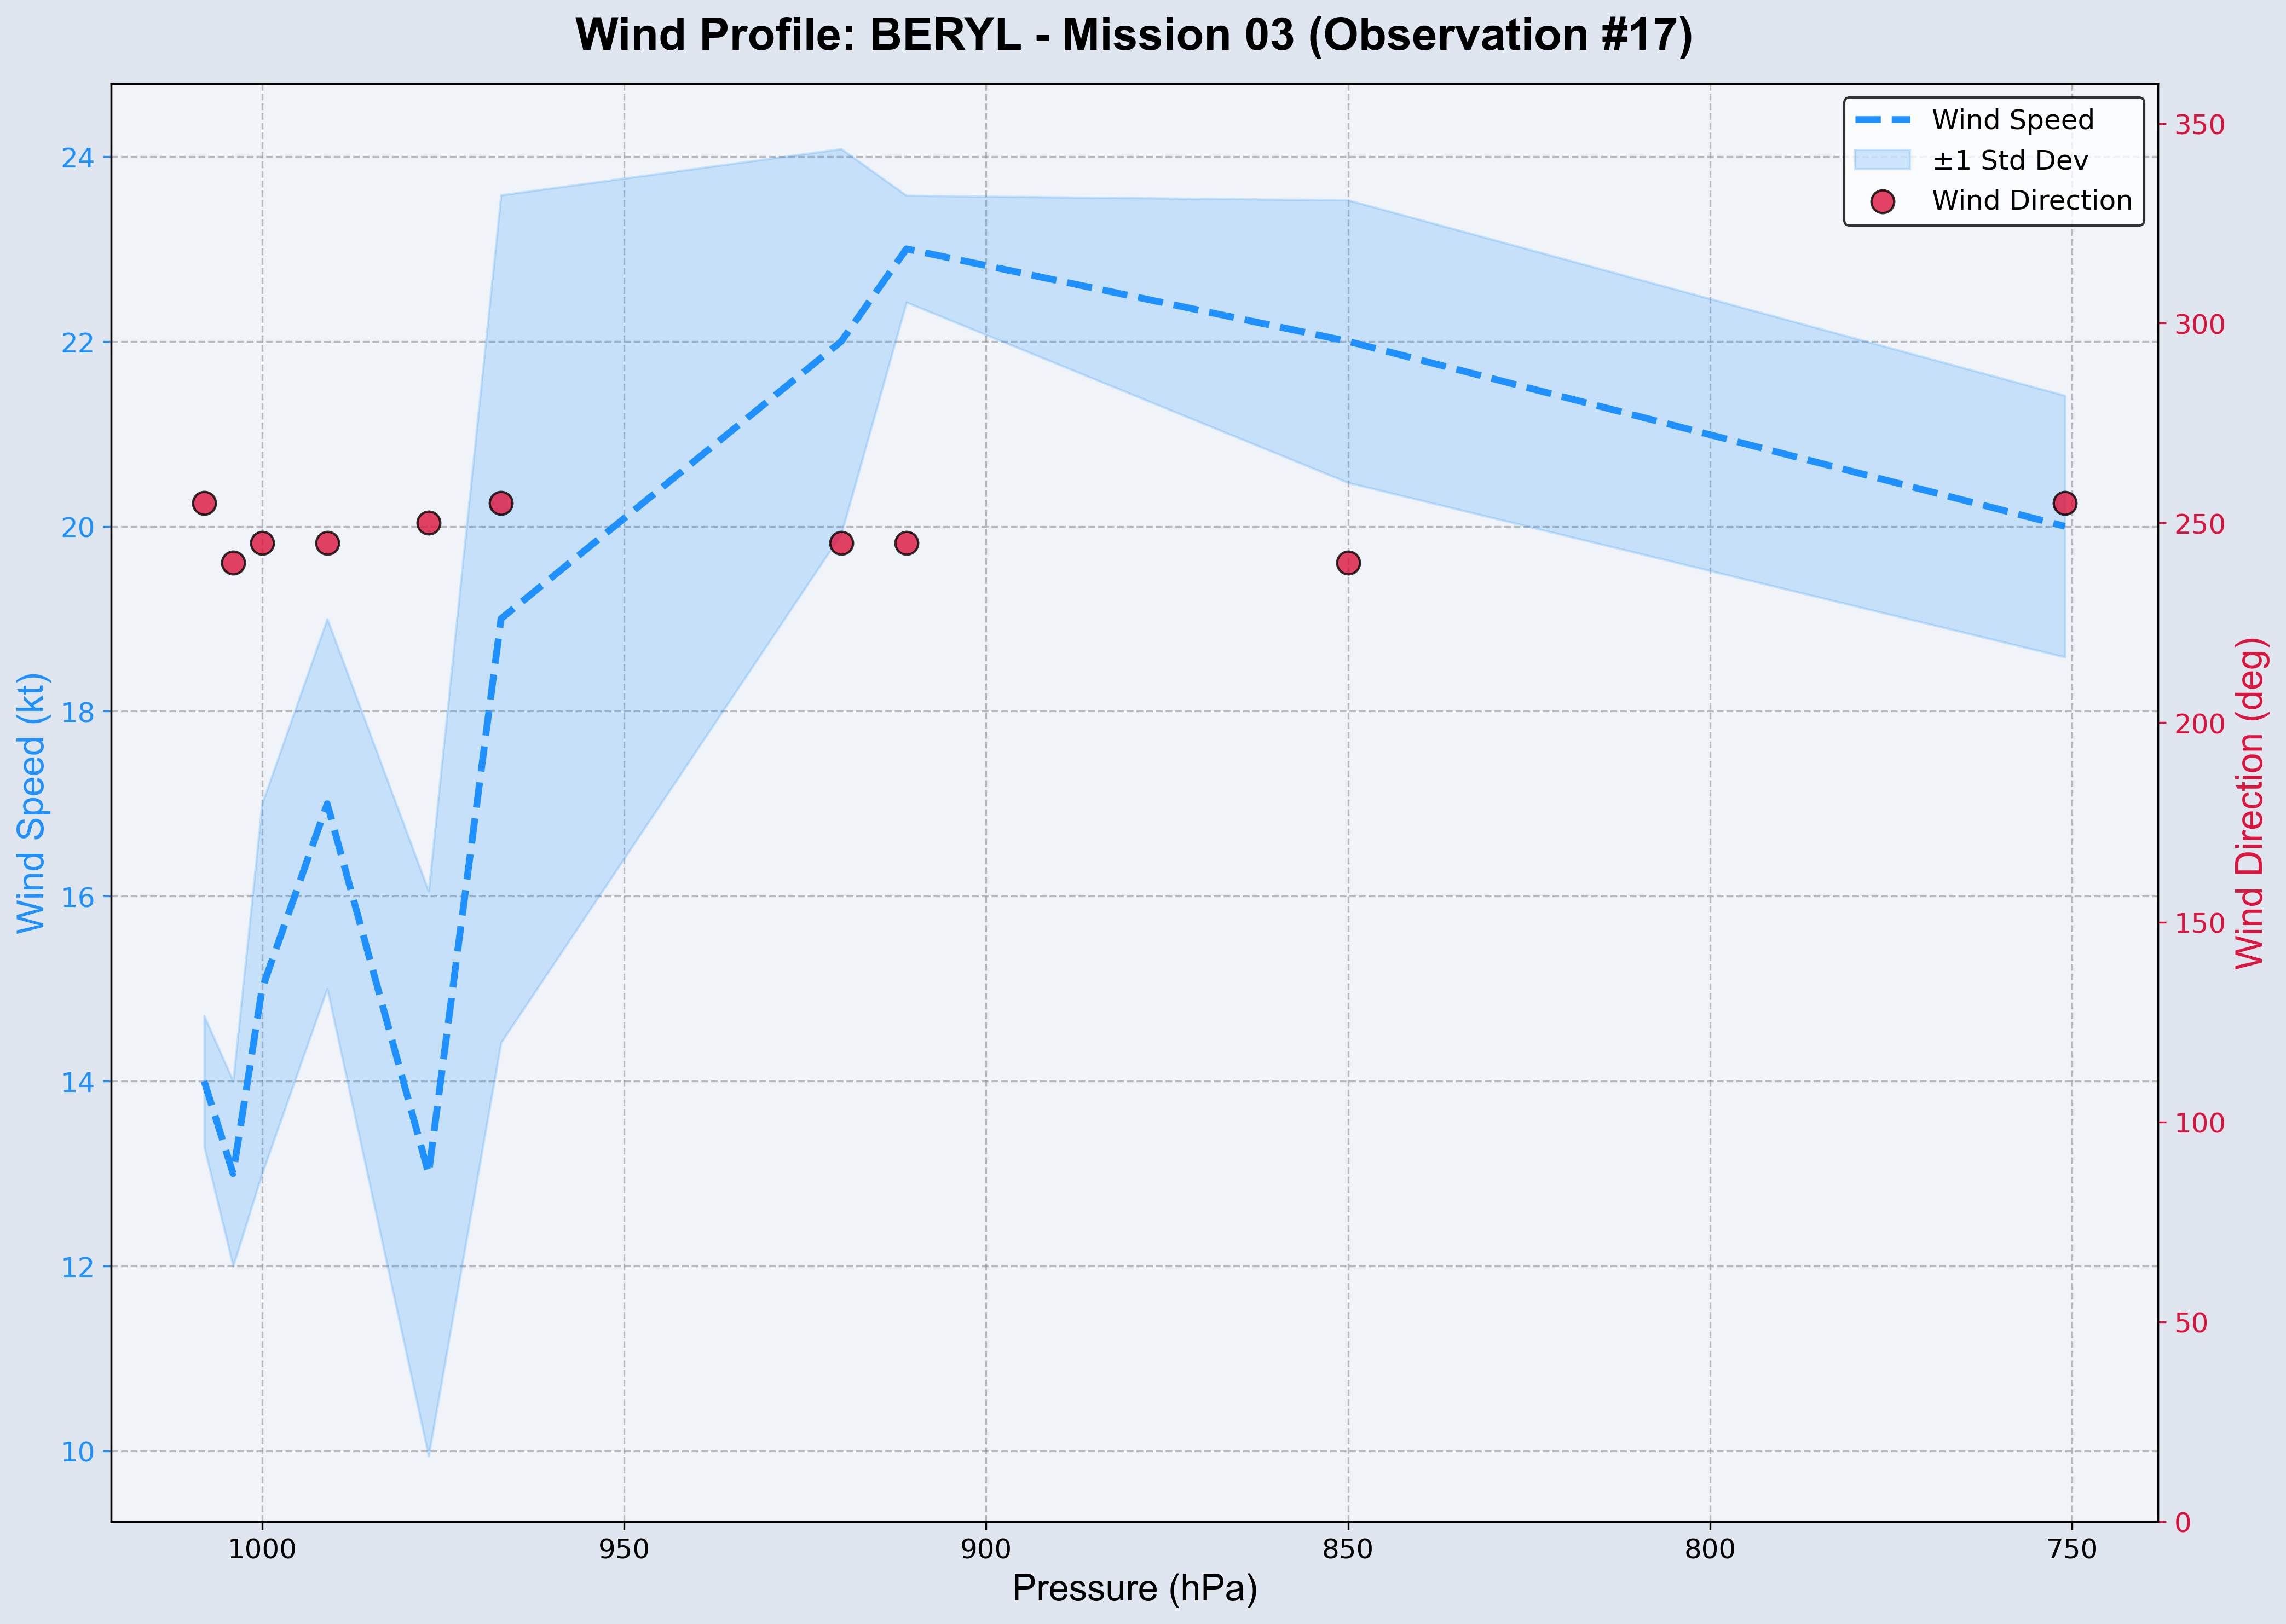 Wind Profile: BERYL - Mission 03 (Observation #17)
Wind Speed
±1 Std Dev
Wind Direction
Wind Speed (kt)
24
22
20
18
16
14
12
10
350
300
250
200
150
100
50
0
Wind Direction (deg)
1000 950 900 850 800 750
Pressure (hPa)